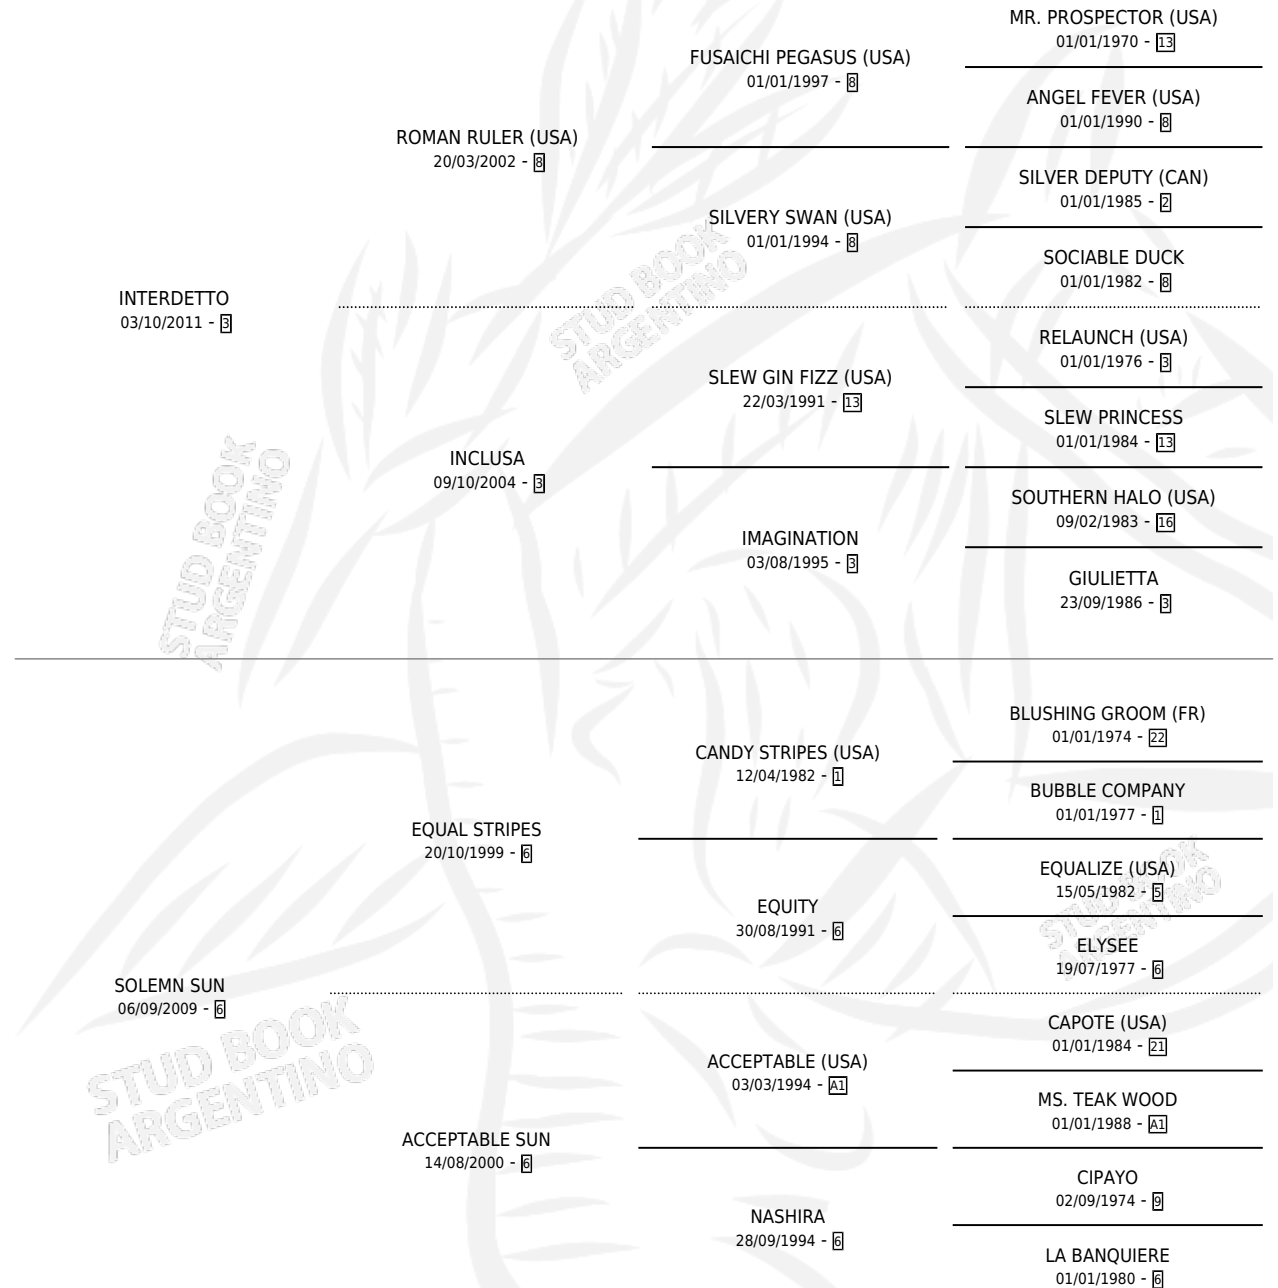 MR. PROSPECTOR (USA)
01/01/1970 - 13
FUSAICHI PEGASUS (USA)
01/01/1997 - 8
ANGEL FEVER (USA)
01/01/1990 - 8
ROMAN RULER (USA)
20/03/2002 - 8
SILVER DEPUTY (CAN)
01/01/1985 - 2
SILVERY SWAN (USA)
01/01/1994 - 8
SOCIABLE DUCK
01/01/1982 - 8
STUD BOOK
ARGENTINO
INTERDETTO
03/10/2011 - 3
RELAUNCH (USA)
01/01/1976 - 3
SLEW GIN FIZZ (USA)
22/03/1991 - 13
SLEW PRINCESS
01/01/1984 - 13
INCLUSA
09/10/2004 - 3
SOUTHERN HALO (USA)
09/02/1983 - 16
IMAGINATION
03/08/1995 - 3
GIULIETTA
23/09/1986 - 3
STUD BOOK
ARGENTINO
BLUSHING GROOM (FR)
01/01/1974 - 22
CANDY STRIPES (USA)
12/04/1982 - 1
BUBBLE COMPANY
01/01/1977 - 1
EQUAL STRIPES
20/10/1999 - 6
EQUALIZE (USA)
15/05/1982 - 5
EQUITY
30/08/1991 - 6
ELYSEE
19/07/1977 - 6
STUD BOOK
ARGENTINO
SOLEMN SUN
06/09/2009 - 6
CAPOTE (USA)
01/01/1984 - 21
ACCEPTABLE (USA)
03/03/1994 - A1
MS. TEAK WOOD
01/01/1988 - A1
STUD BOOK
ARGENTINO
ACCEPTABLE SUN
14/08/2000 - 6
CIPAYO
02/09/1974 - 9
NASHIRA
28/09/1994 - 6
LA BANQUIERE
01/01/1980 - 6